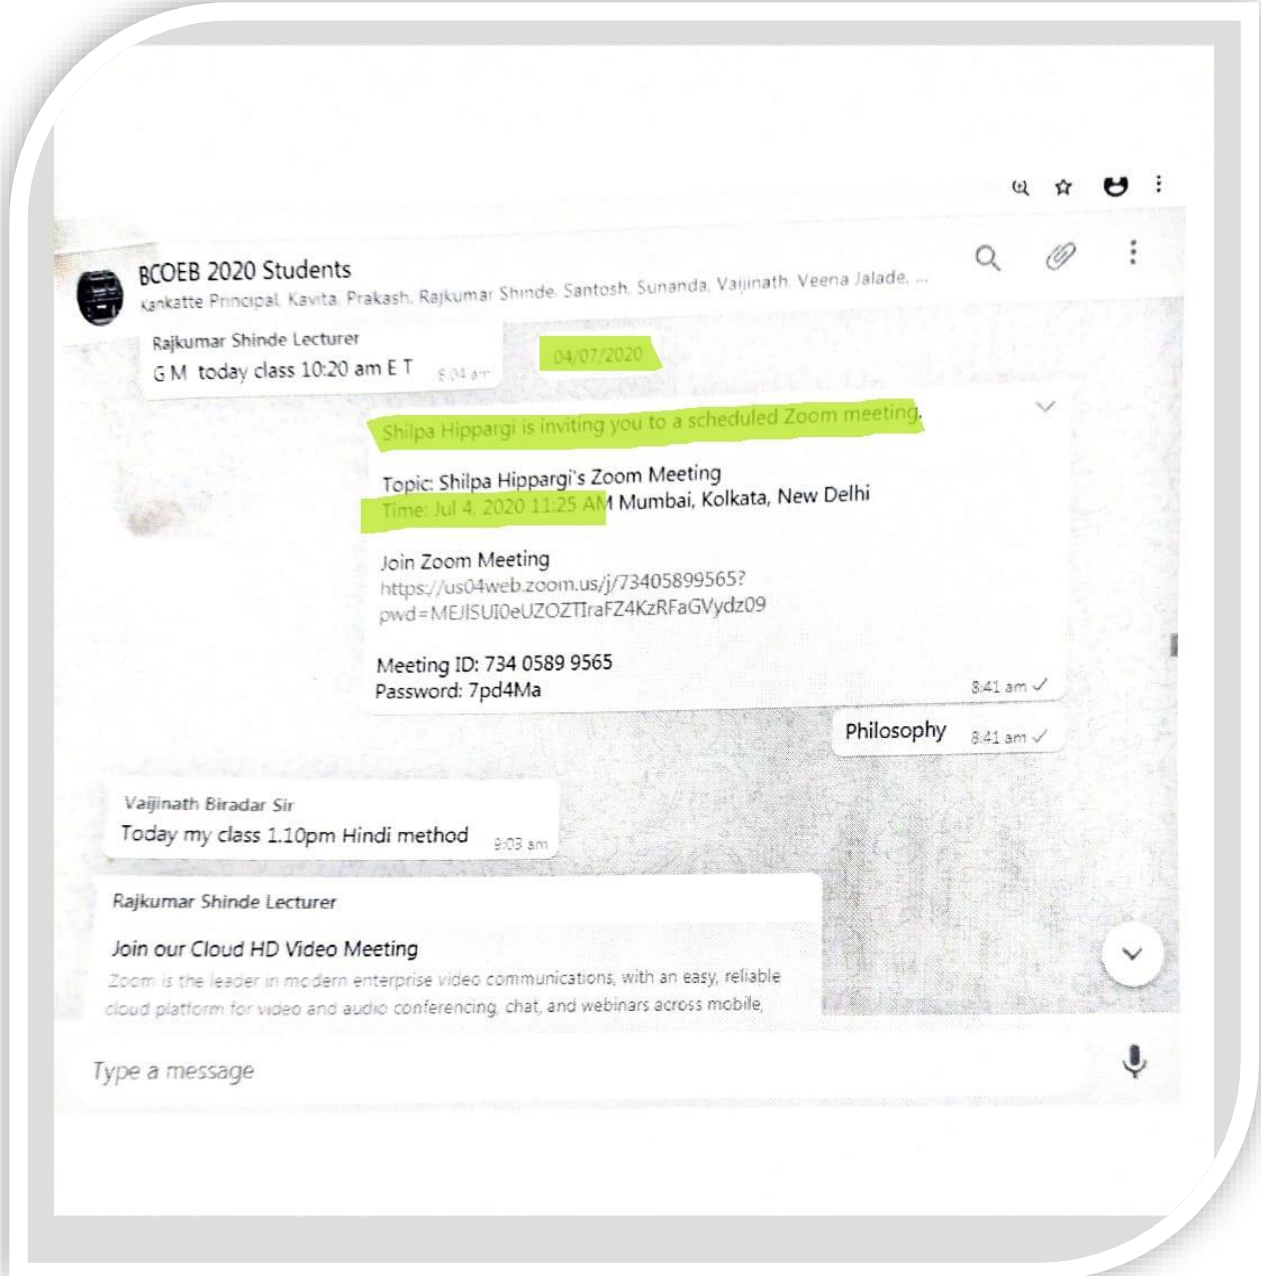 BCOEB 2020 Students
Kankatte Principal, Kavita, Prakash, Rajkumar Shinde, Santosh, Sunanda, Vaijinath, Veena Jalade, ...
04/07/2020
Rajkumar Shinde Lecturer
G M today class 10:20 am E T 8:04 am
Shilpa Hippargi is inviting you to a scheduled Zoom meeting.
Topic: Shilpa Hippargi's Zoom Meeting
Time: Jul 4, 2020 11:25 AM Mumbai, Kolkata, New Delhi
Join Zoom Meeting
https://us04web.zoom.us/j/73405899565?
Meeting ID: 734 0589 9565
Password: 7pd4Ma
8:41 am
Philosophy 8:41 am
Vaijinath Biradar Sir
Today my class 1.10pm Hindi method 9:03 am
Rajkumar Shinde Lecturer
Join our Cloud HD Video Meeting
Zoom is the leader in modern enterprise video communications, with an easy, reliable
cloud platform for video and audio conferencing, chat, and webinars across mobile,
Type a message